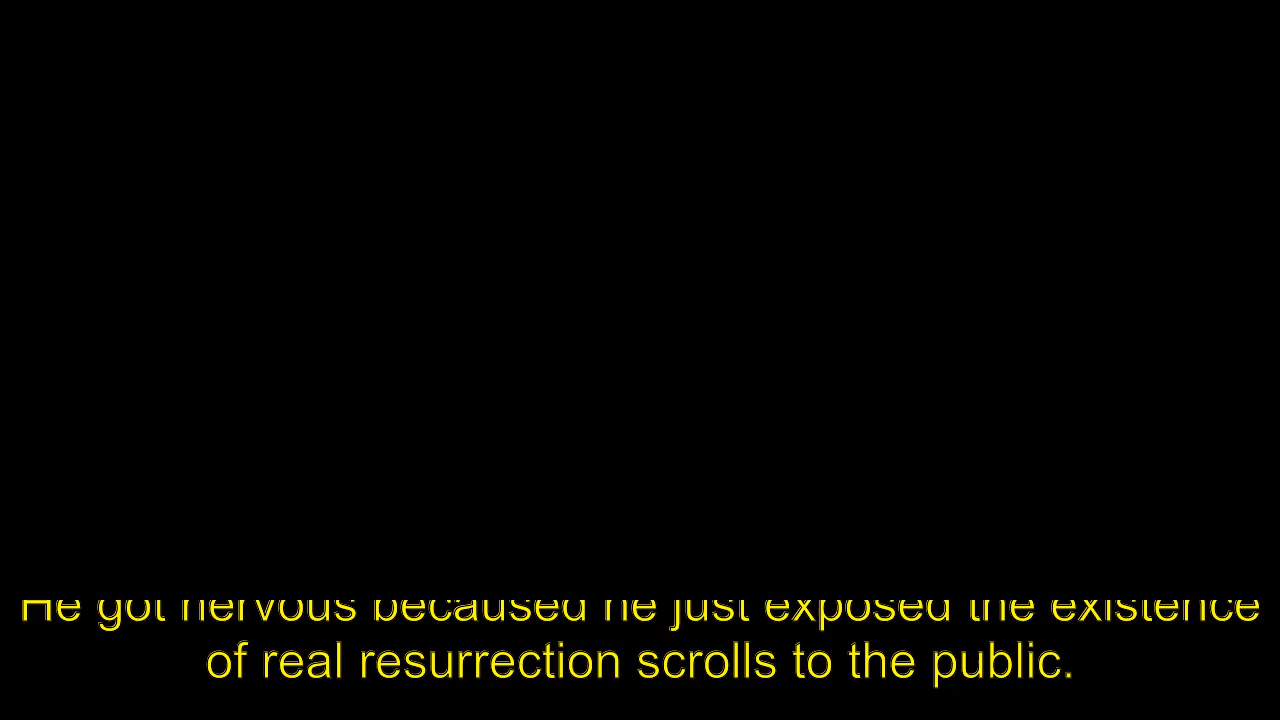 He got nervous becaused he just exposed the existence
of real resurrection scrolls to the public.